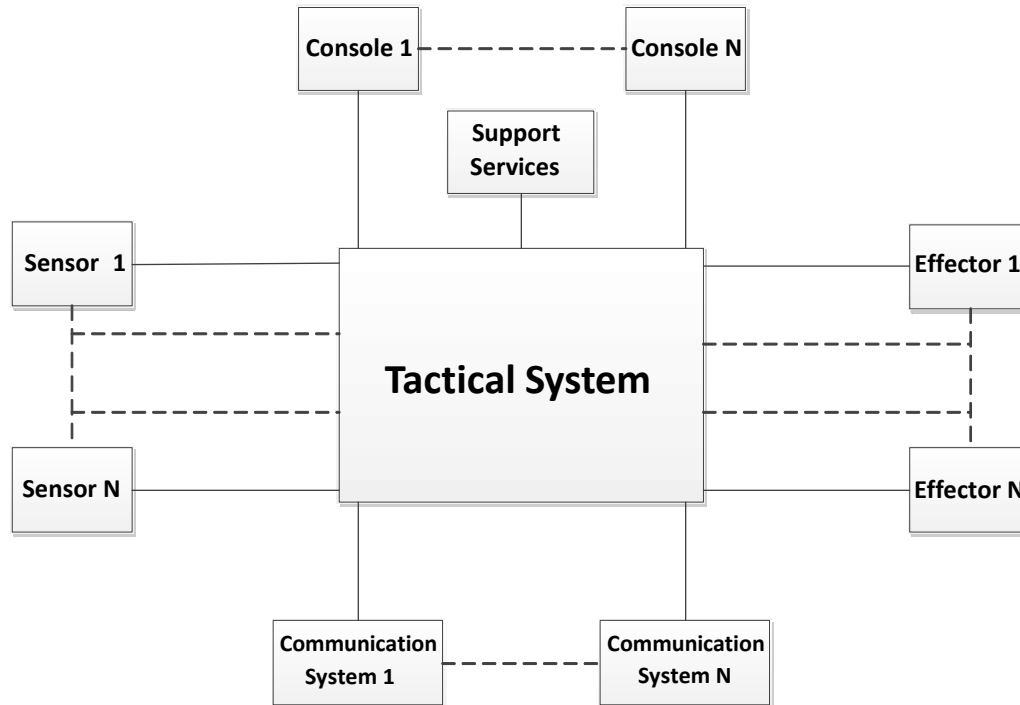 Console 1
Console N
Support
Services
Sensor 1
Effector 1
Tactical System
Sensor N
Effector N
Communication
System 1
Communication
System N